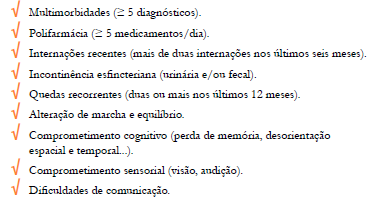 √ Multimorbidades (≥ 5 diagnósticos).
√ Polifarmácia (≥ 5 medicamentos/dia).
√ Internações recentes (mais de duas internações nos últimos seis meses).
√ Incontinência esfincteriana (urinária e/ou fecal).
√ Quedas recorrentes (duas ou mais nos últimos 12 meses).
√ Alteração de marcha e equilíbrio.
√ Comprometimento cognitivo (perda de memória, desorientação
espacial e temporal...).
√ Comprometimento sensorial (visão, audição).
√ Dificuldades de comunicação.